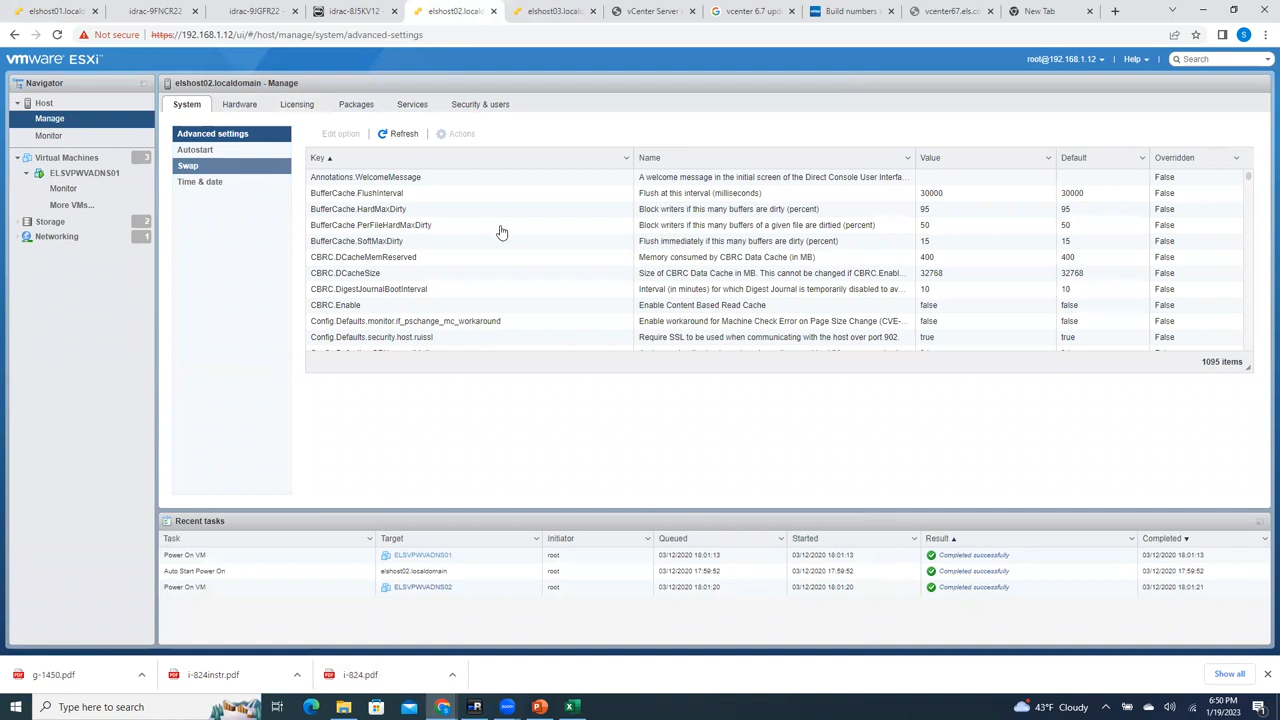 elshost01.locald
idrac-9FNCR22
idrac-9JGFR22 -
idrac-8J5KV12 -
elshost02.locald
elshost03.locald
vCenter Server
vcenter 6.7 upd
Build numbers
vcenter67.els.co
New Tab
Not secure | https://192.168.1.12/ui/#/host/manage/system/advanced-settings
S
vmware ESXi
root@192.168.1.12 | Help | Search
Navigator
elshost02.localdomain - Manage
Host
Manage
Monitor
Virtual Machines 3
ELSVPWVADNS01
Monitor
More VMs...
Storage 2
Networking 1
System Hardware Licensing Packages Services Security & users
Advanced settings
Autostart
Swap
Time & date
Edit option | Refresh | Actions
Key Name Value Default Overridden
Annotations.WelcomeMessage A welcome message in the initial screen of the Direct Console User Interfa... False
BufferCache.FlushInterval Flush at this interval (milliseconds) 30000 30000 False
BufferCache.HardMaxDirty Block writers if this many buffers are dirty (percent) 95 95 False
BufferCache.PerFileHardMaxDirty Block writers if this many buffers of a given file are dirtied (percent) 50 50 False
BufferCache.SoftMaxDirty Flush immediately if this many buffers are dirty (percent) 15 15 False
CBRC.DCacheMemReserved Memory consumed by CBRC Data Cache (in MB) 400 400 False
CBRC.DCacheSize Size of CBRC Data Cache in MB. This cannot be changed if CBRC.Enabl... 32768 32768 False
CBRC.DigestJournalBootInterval Interval (in minutes) for which Digest Journal is temporarily disabled to av... 10 10 False
CBRC.Enable Enable Content Based Read Cache false false False
Config.Defaults.monitor.if_pschange_mc_workaround Enable workaround for Machine Check Error on Page Size Change (CVE-... false false False
Config.Defaults.security.host.ruissl Require SSL to be used when communicating with the host over port 902. true true False
1095 items
Recent tasks
Task Target Initiator Queued Started Result Completed
Power On VM ELSVPWVADNS01 root 03/12/2020 18:01:13 03/12/2020 18:01:13 Completed successfully 03/12/2020 18:01:13
Auto Start Power On elshost02.localdomain root 03/12/2020 17:59:52 03/12/2020 17:59:52 Completed successfully 03/12/2020 17:59:52
Power On VM ELSVPWVADNS02 root 03/12/2020 18:01:20 03/12/2020 18:01:20 Completed successfully 03/12/2020 18:01:21
g-1450.pdf
i-824instr.pdf
i-824.pdf
Show all
Type here to search
43°F Cloudy
6:50 PM
1/19/2023